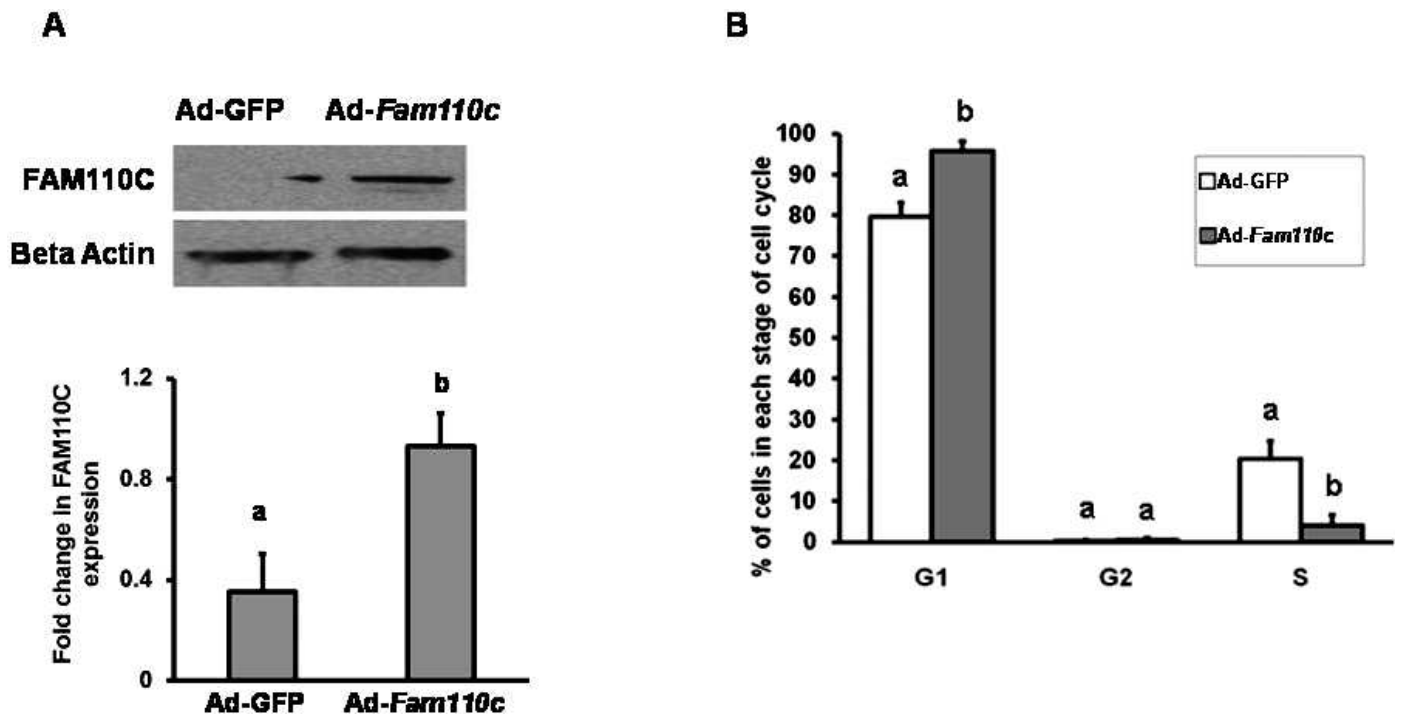 A
Ad-GFP Ad-Fam110c
FAM110C
Beta Actin
Fold change in FAM110C
expression
1.2
0.8
0.4
0
a
b
Ad-GFP Ad-Fam110c
B
% of cells in each stage of cell cycle
100
90
80
70
60
50
40
30
20
10
0
a
b
a
a
a
b
G1 G2 S
Ad-GFP
Ad-Fam110c